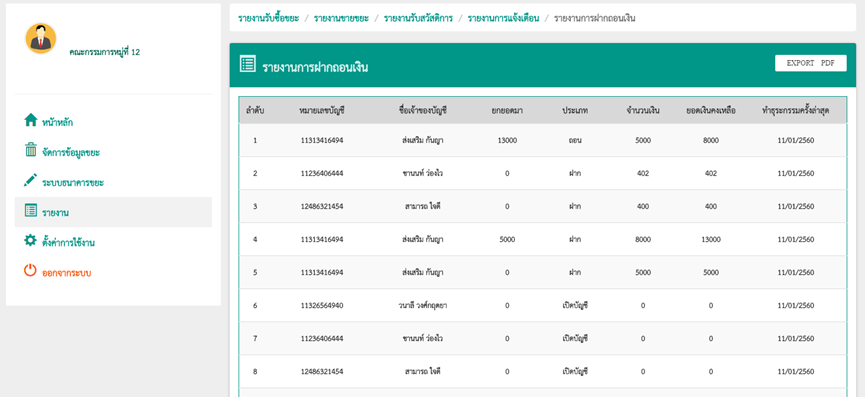 รายงานรับซื้อขยะ / รายงานขายขยะ / รายงานรับสวัสดิการ / รายงานการแจ้งเตือน / รายงานการฝากถอนเงิน
คณะกรรมการหมู่ที่ 12
หน้าหลัก
จัดการข้อมูลขยะ
ระบบธนาคารขยะ
รายงาน
ตั้งค่าการใช้งาน
ออกจากระบบ
รายงานการฝากถอนเงิน
EXPORT PDF
ลำดับ หมายเลขบัญชี ชื่อเจ้าของบัญชี ยกยอดมา ประเภท จำนวนเงิน ยอดเงินคงเหลือ ทำธุระกรรมครั้งล่าสุด
1 11313416494 ส่งเสริม กัญญา 13000 ถอน 5000 8000 11/01/2560
2 11236406444 ชานนท์ ว่องไว 0 ฝาก 402 402 11/01/2560
3 12486321454 สามารถ ใจดี 0 ฝาก 400 400 11/01/2560
4 11313416494 ส่งเสริม กัญญา 5000 ฝาก 8000 13000 11/01/2560
5 11313416494 ส่งเสริม กัญญา 0 ฝาก 5000 5000 11/01/2560
6 11326564940 วนาลี วงศ์กฤตยา 0 เปิดบัญชี 0 0 11/01/2560
7 11236406444 ชานนท์ ว่องไว 0 เปิดบัญชี 0 0 11/01/2560
8 12486321454 สามารถ ใจดี 0 เปิดบัญชี 0 0 11/01/2560